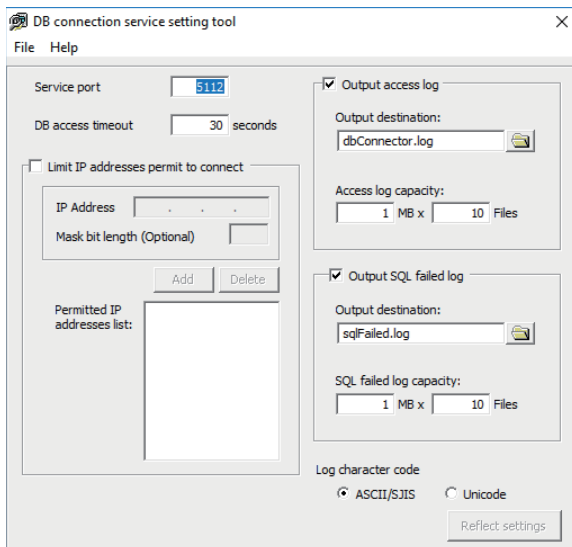 DB connection service setting tool
File Help
Service port 5112
DB access timeout 30 seconds
Limit IP addresses permit to connect
IP Address . . .
Mask bit length (Optional)
Add Delete
Permitted IP
addresses list:
Output access log
Output destination:
dbConnector.log
Access log capacity:
1 MB x 10 Files
Output SQL failed log
Output destination:
sqlFailed.log
SQL failed log capacity:
1 MB x 10 Files
Log character code
ASCII/SJIS Unicode
Reflect settings